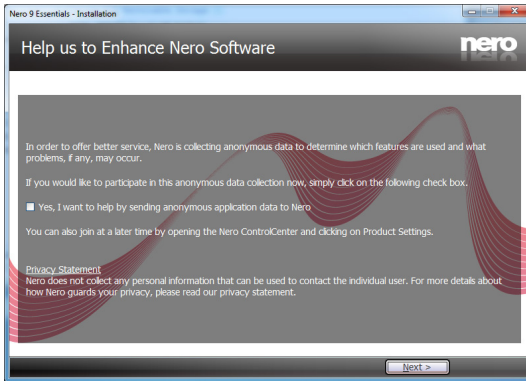 Nero 9 Essentials - Installation
Help us to Enhance Nero Software
nero
In order to offer better service, Nero is collecting anonymous data to determine which features are used and what
problems, if any, may occur.
If you would like to participate in this anonymous data collection now, simply click on the following check box.
Yes, I want to help by sending anonymous application data to Nero
You can also join at a later time by opening the Nero ControlCenter and clicking on Product Settings.
Privacy Statement
Nero does not collect any personal information that can be used to contact the individual user. For more details about
how Nero guards your privacy, please read our privacy statement.
Next >